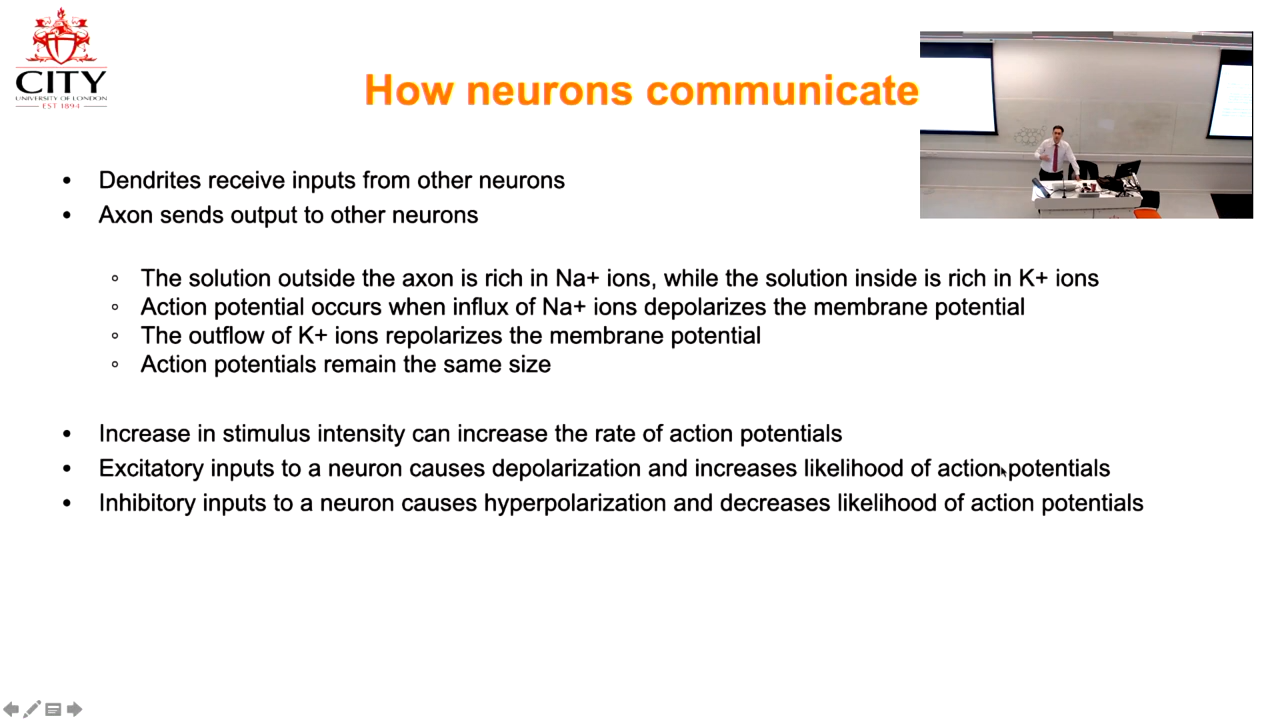 CITY
UNIVERSITY OF LONDON
EST 1894
How neurons communicate
• Dendrites receive inputs from other neurons
• Axon sends output to other neurons
◦ The solution outside the axon is rich in Na+ ions, while the solution inside is rich in K+ ions
◦ Action potential occurs when influx of Na+ ions depolarizes the membrane potential
◦ The outflow of K+ ions repolarizes the membrane potential
◦ Action potentials remain the same size
• Increase in stimulus intensity can increase the rate of action potentials
• Excitatory inputs to a neuron causes depolarization and increases likelihood of action potentials
• Inhibitory inputs to a neuron causes hyperpolarization and decreases likelihood of action potentials